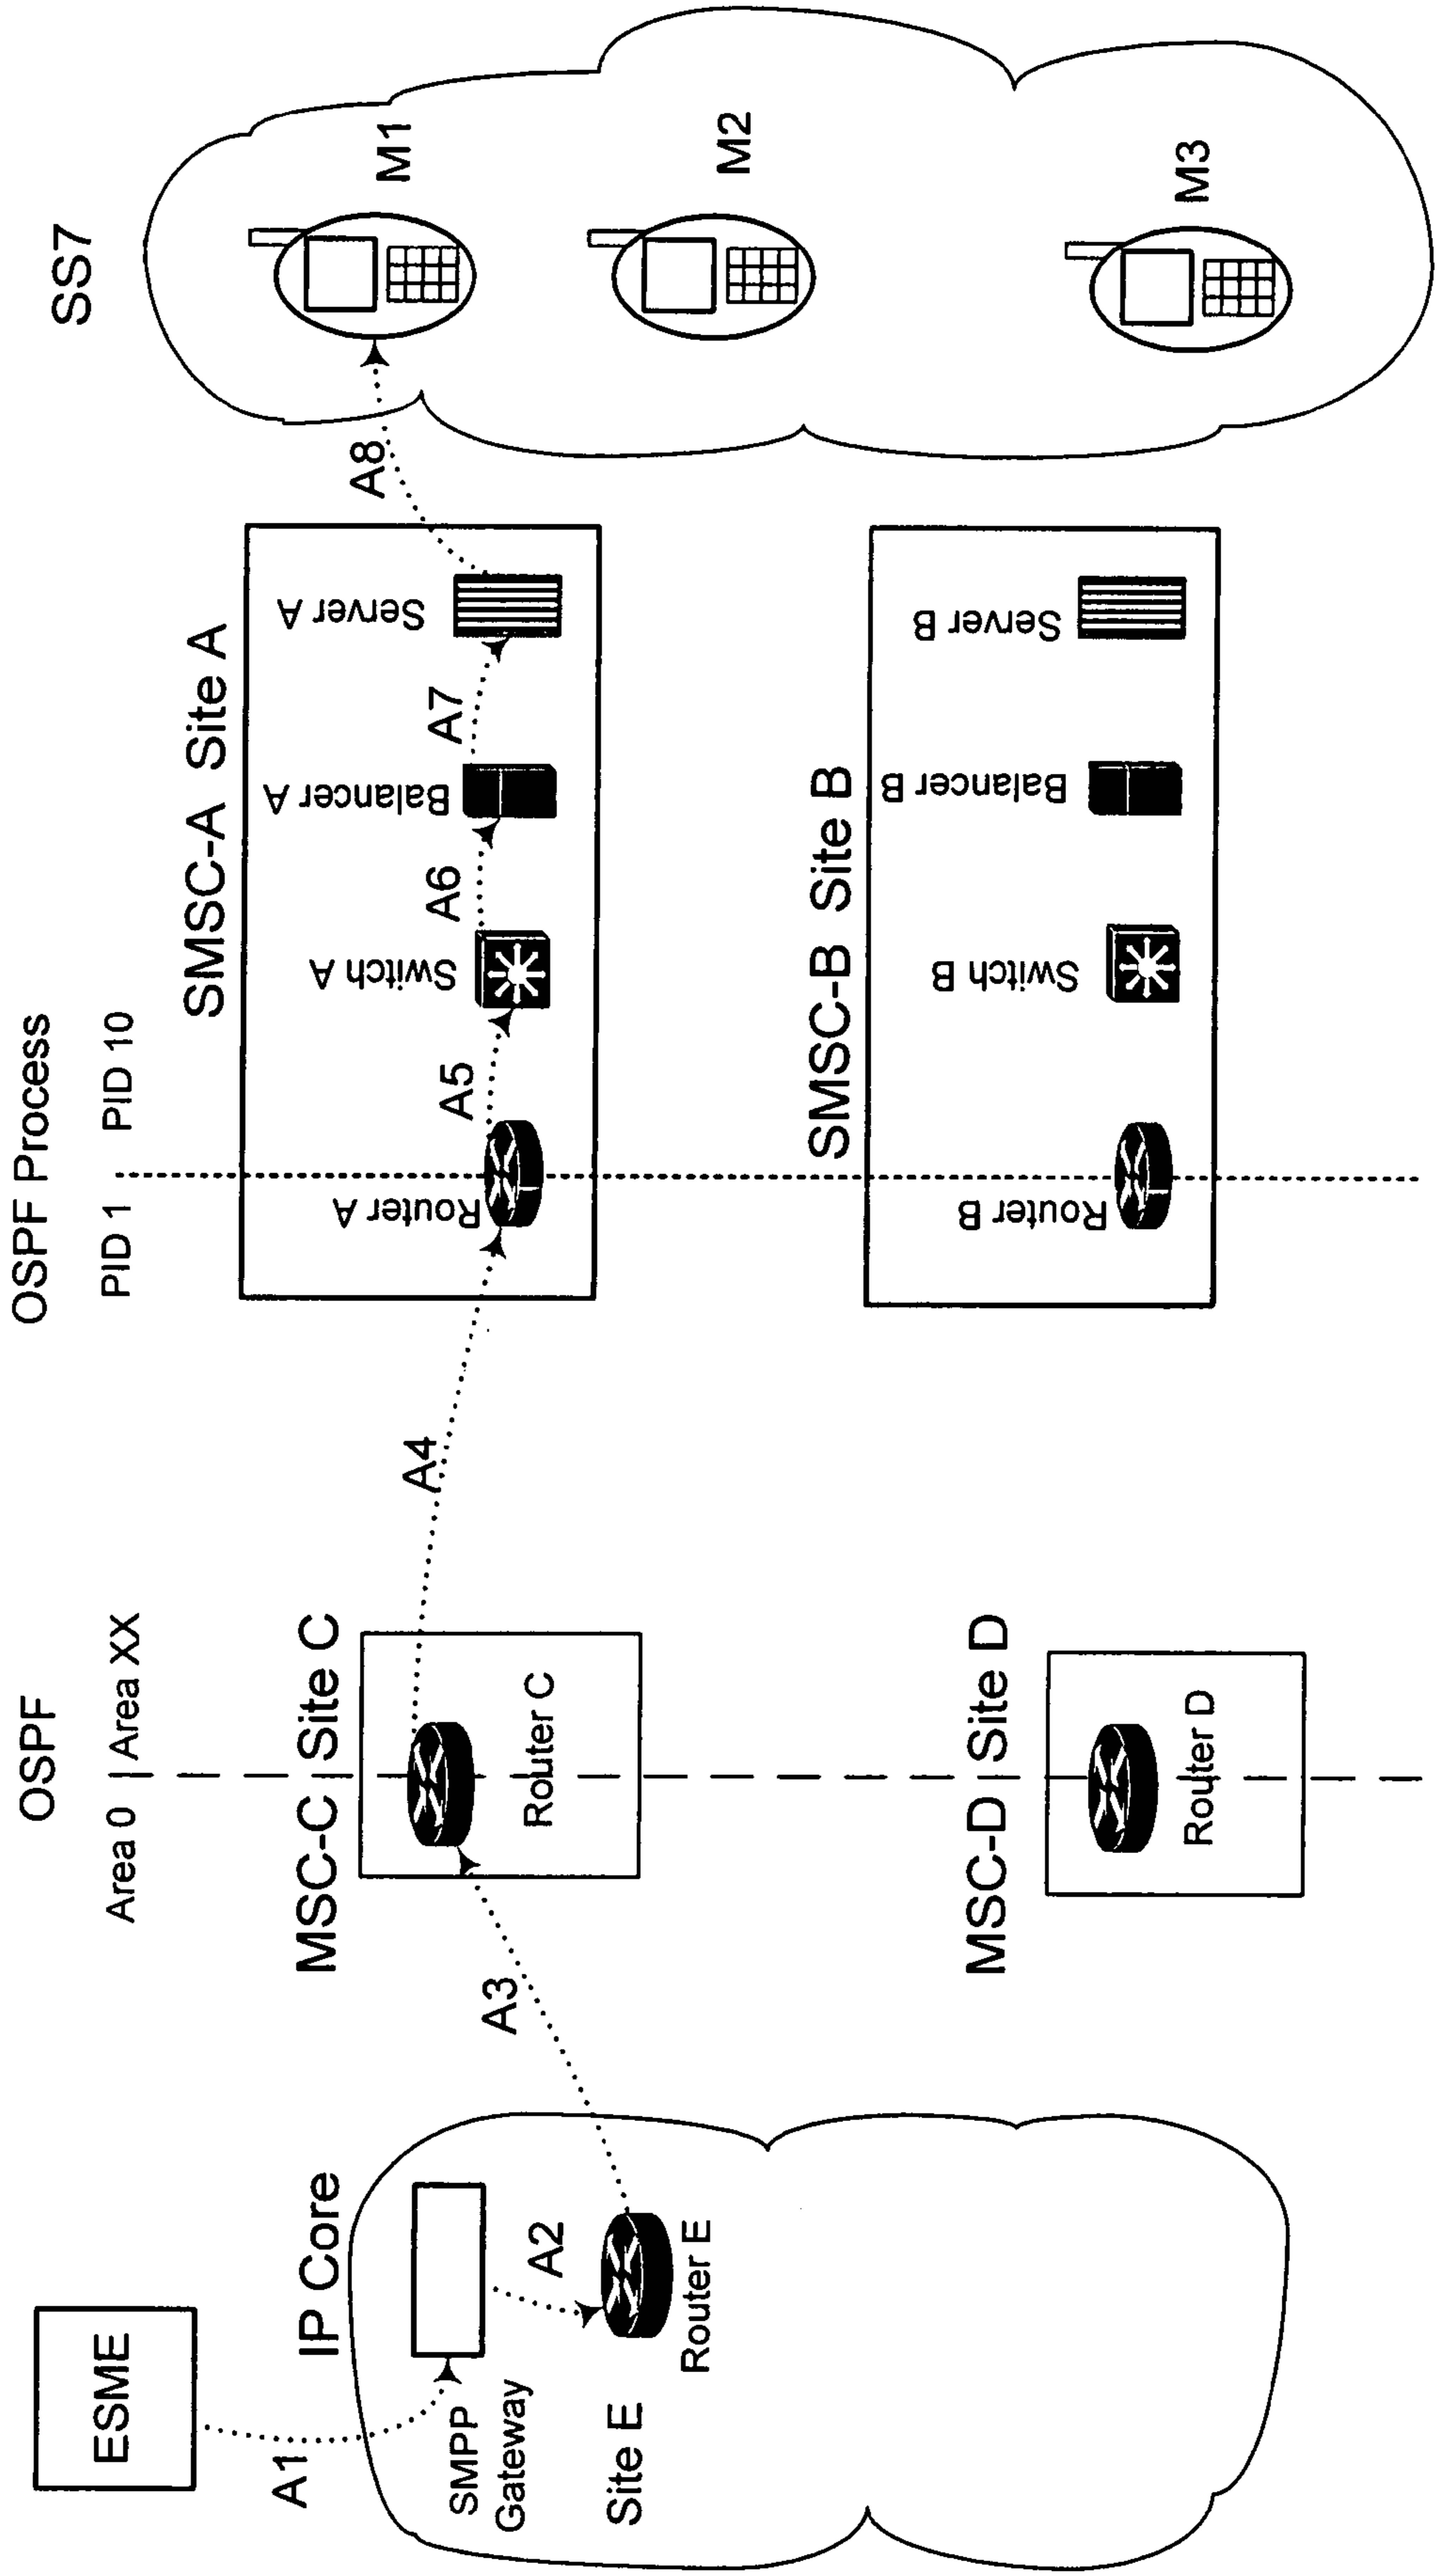 ESME
A1
IP Core
SMPP
Gateway
A2
Site E
Router E
A3
OSPF
Area 0 | Area XX
MSC-C Site C
Router C
MSC-D Site D
Router D
A4
OSPF Process
PID 1 PID 10
SMSC-A Site A
Router A
A5
Switch A
A6
Balancer A
A7
Server A
A8
SMSC-B Site B
Router B
Switch B
Balancer B
Server B
SS7
M1
M2
M3